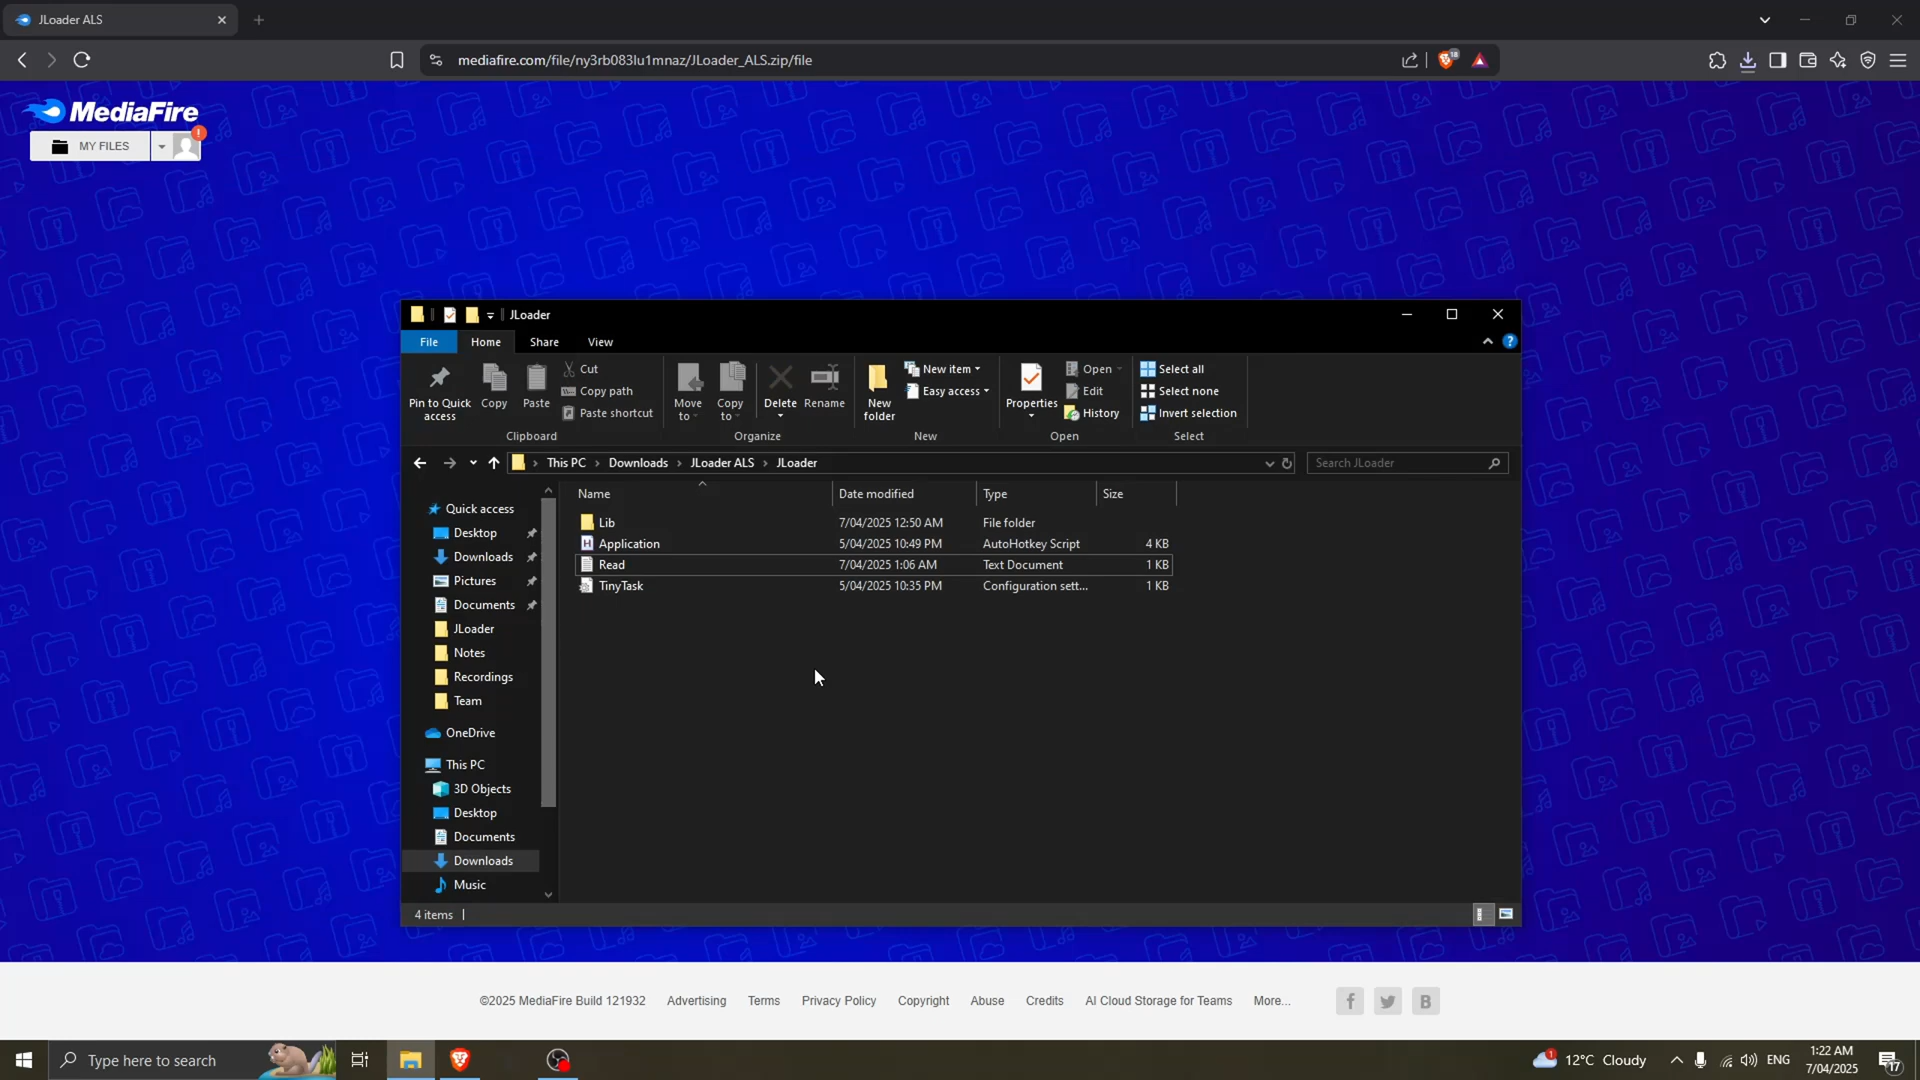 JLoader ALS
mediafire.com/file/ny3rb083lu1mnaz/JLoader_ALS.zip/file
18
MediaFire
MY FILES
!
JLoader
File Home Share View
?
Pin to Quick access
Copy
Paste
Cut
Copy path
Paste shortcut
Clipboard
Move to
Copy to
Delete
Rename
Organize
New folder
New item
Easy access
New
Properties
Open
Edit
History
Open
Select all
Select none
Invert selection
Select
This PC Downloads JLoader ALS JLoader
Search JLoader
Name Date modified Type Size
Lib 7/04/2025 12:50 AM File folder
Application 5/04/2025 10:49 PM AutoHotkey Script 4 KB
Read 7/04/2025 1:06 AM Text Document 1 KB
TinyTask 5/04/2025 10:35 PM Configuration sett... 1 KB
Quick access
Desktop
Downloads
Pictures
Documents
JLoader
Notes
Recordings
Team
OneDrive
This PC
3D Objects
Desktop
Documents
Downloads
Music
4 items
©2025 MediaFire Build 121932 Advertising Terms Privacy Policy Copyright Abuse Credits AI Cloud Storage for Teams More...
Type here to search
1
12°C Cloudy
ENG
1:22 AM
7/04/2025
17